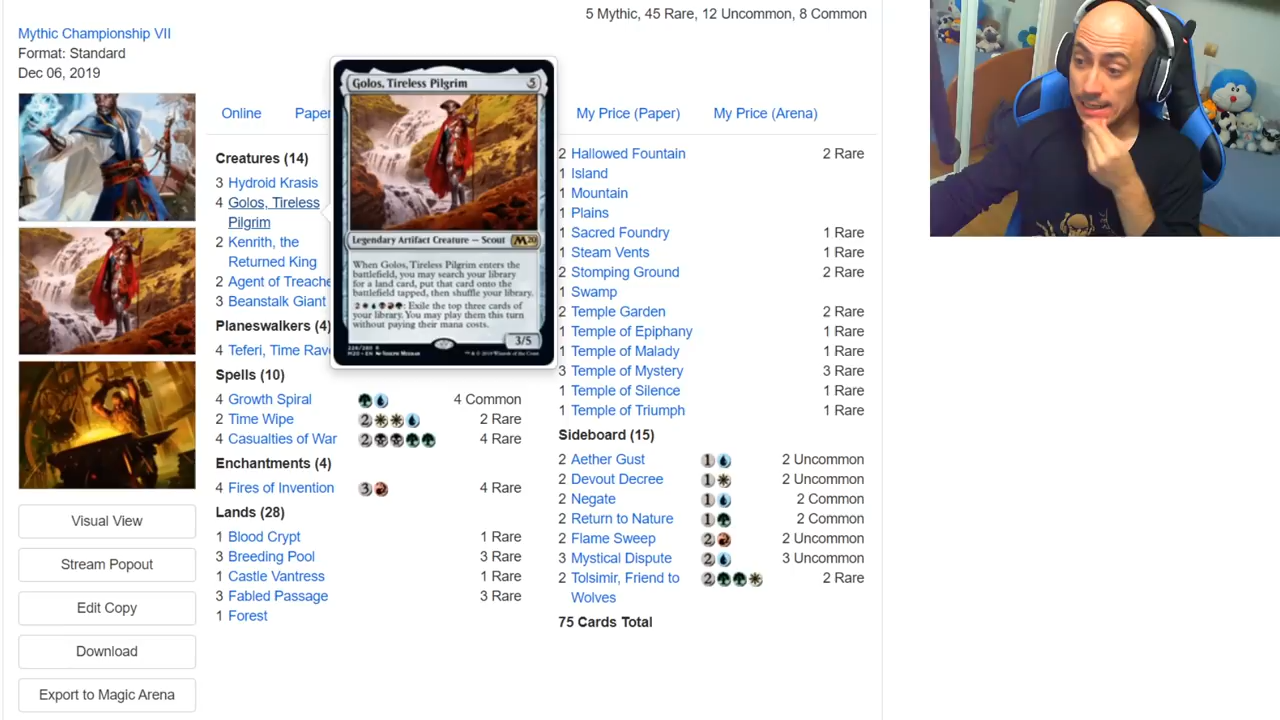 5 Mythic, 45 Rare, 12 Uncommon, 8 Common
Mythic Championship VII
Format: Standard
Dec 06, 2019
Online
Paper
My Price (Paper)
My Price (Arena)
Creatures (14)
3 Hydroid Krasis
4 Golos, Tireless
Pilgrim
2 Kenrith, the
Returned King
2 Agent of Treache
3 Beanstalk Giant
Planeswalkers (4)
4 Teferi, Time Rav
Spells (10)
4 Growth Spiral 4 Common
2 Time Wipe 2 2 Rare
4 Casualties of War 2 4 Rare
Enchantments (4)
4 Fires of Invention 3 4 Rare
Lands (28)
1 Blood Crypt 1 Rare
3 Breeding Pool 3 Rare
1 Castle Vantress 1 Rare
3 Fabled Passage 3 Rare
1 Forest
Golos, Tireless Pilgrim 5
Legendary Artifact Creature — Scout M20
When Golos, Tireless Pilgrim enters the
battlefield, you may search your library
for a land card, put that card onto the
battlefield tapped, then shuffle your library.
2 : Exile the top three cards of
your library. You may play them this turn
without paying their mana costs.
3/5
2 Hallowed Fountain 2 Rare
1 Island
1 Mountain
1 Plains
1 Sacred Foundry 1 Rare
1 Steam Vents 1 Rare
2 Stomping Ground 2 Rare
1 Swamp
2 Temple Garden 2 Rare
1 Temple of Epiphany 1 Rare
1 Temple of Malady 1 Rare
3 Temple of Mystery 3 Rare
1 Temple of Silence 1 Rare
1 Temple of Triumph 1 Rare
Sideboard (15)
2 Aether Gust 1 2 Uncommon
2 Devout Decree 1 2 Uncommon
2 Negate 1 2 Common
2 Return to Nature 1 2 Common
2 Flame Sweep 2 2 Uncommon
3 Mystical Dispute 2 3 Uncommon
2 Tolsimir, Friend to 2 2 Rare
Wolves
75 Cards Total
Visual View
Stream Popout
Edit Copy
Download
Export to Magic Arena